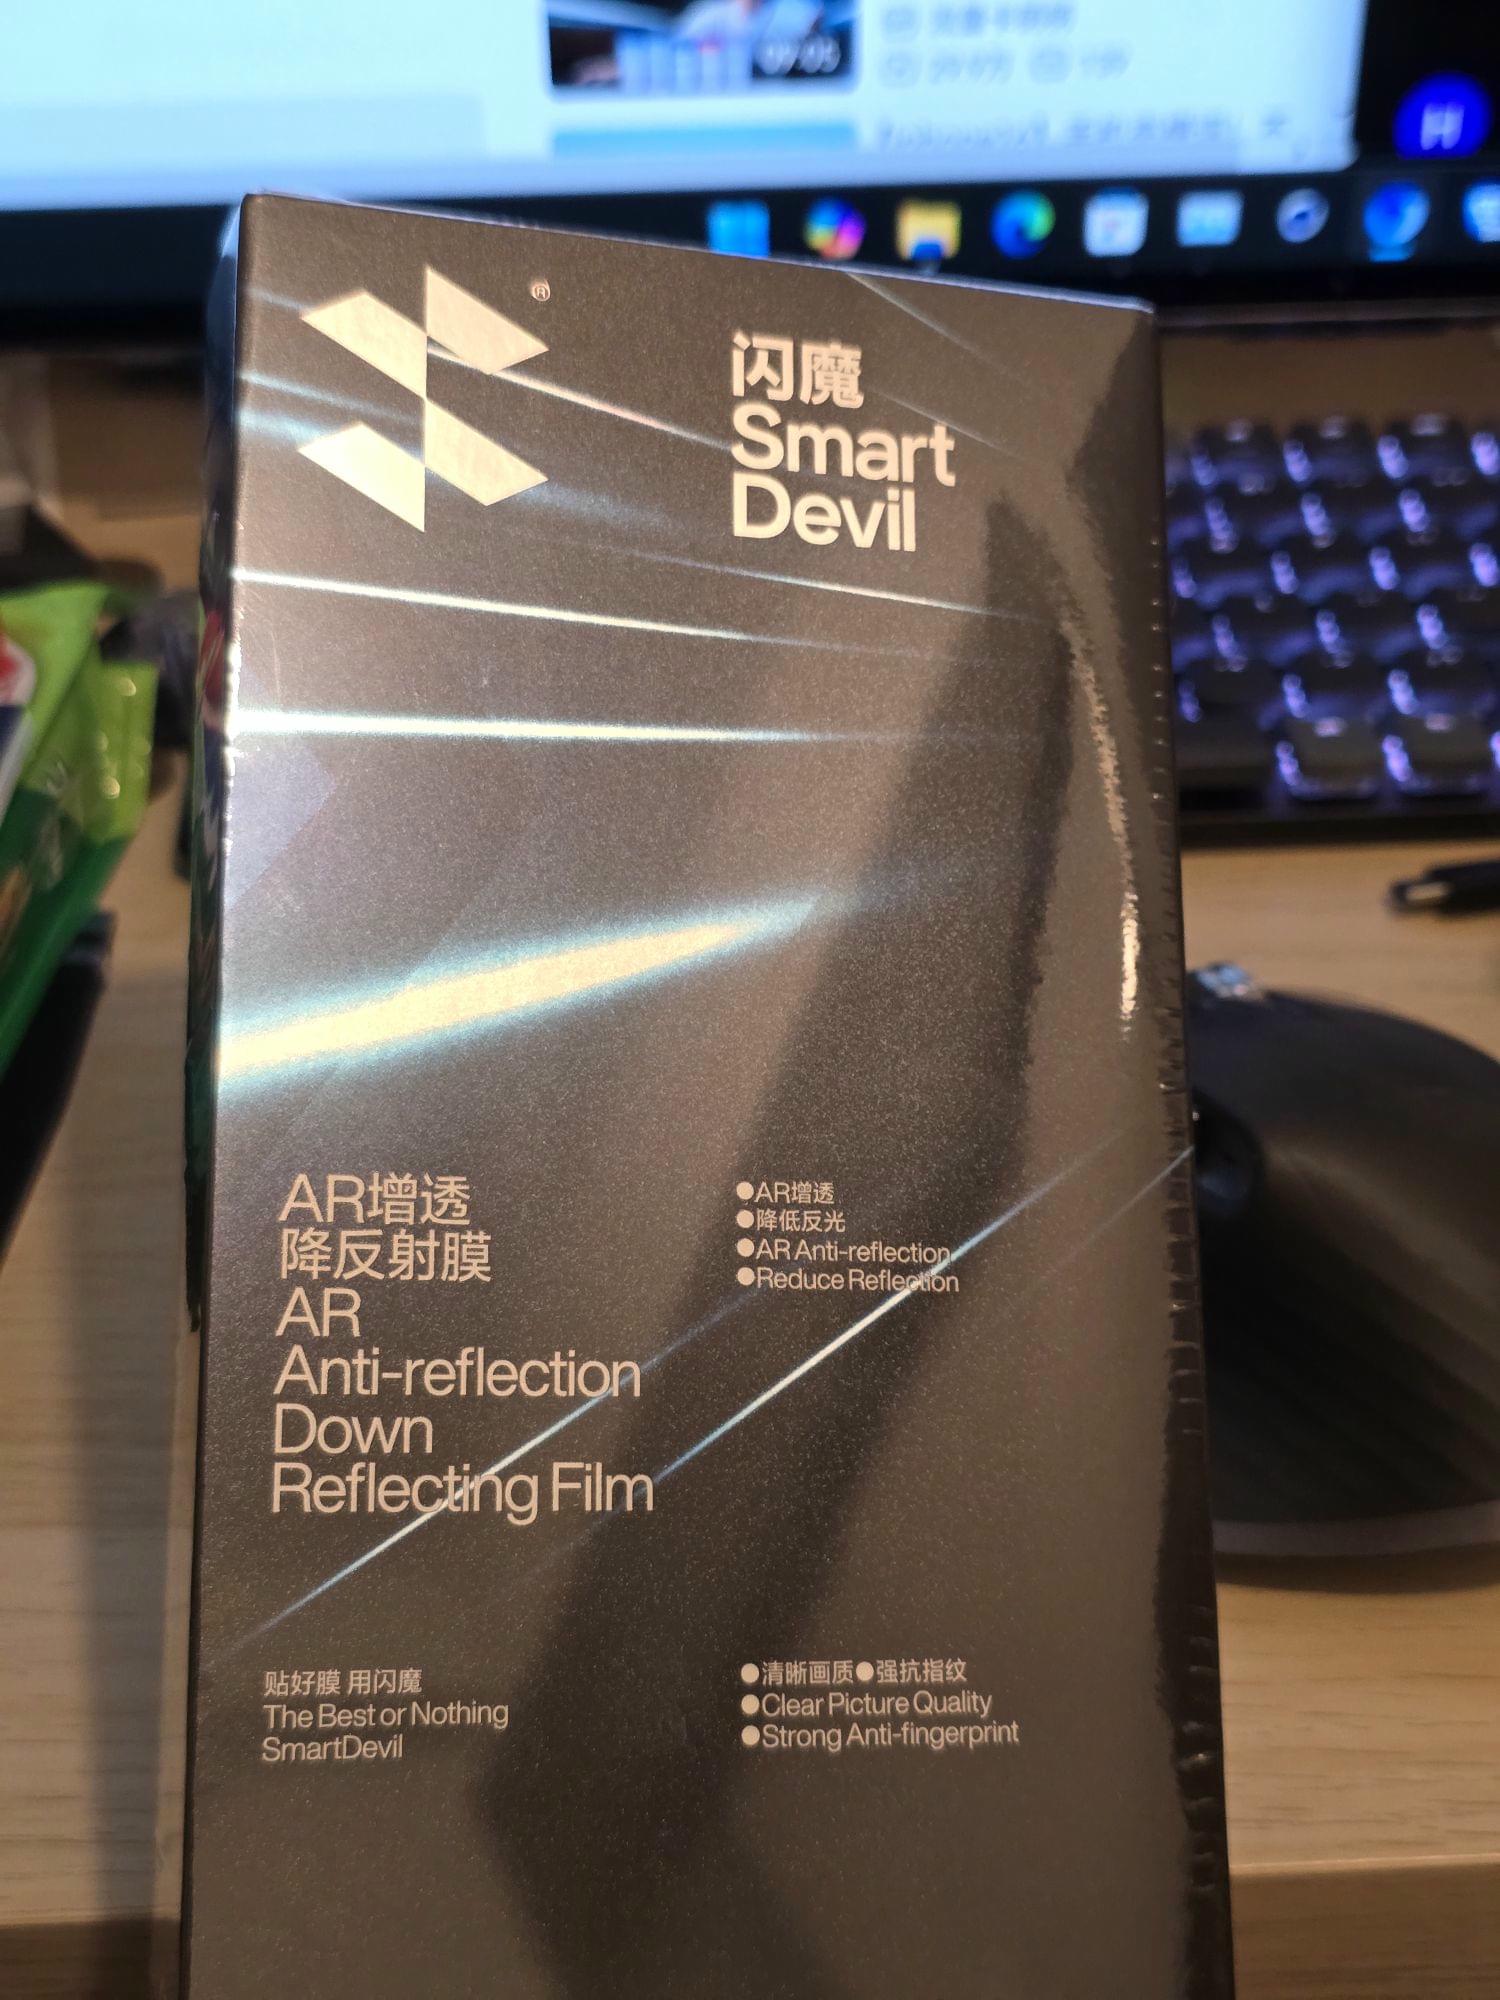 09:03
®
闪魔
Smart
Devil
AR增透
降反射膜
AR
Anti-reflection
Down
Reflecting Film
●AR增透
●降低反光
●AR Anti-reflection
●Reduce Reflection
贴好膜 用闪魔
The Best or Nothing
SmartDevil
●清晰画质●强抗指纹
●Clear Picture Quality
●Strong Anti-fingerprint